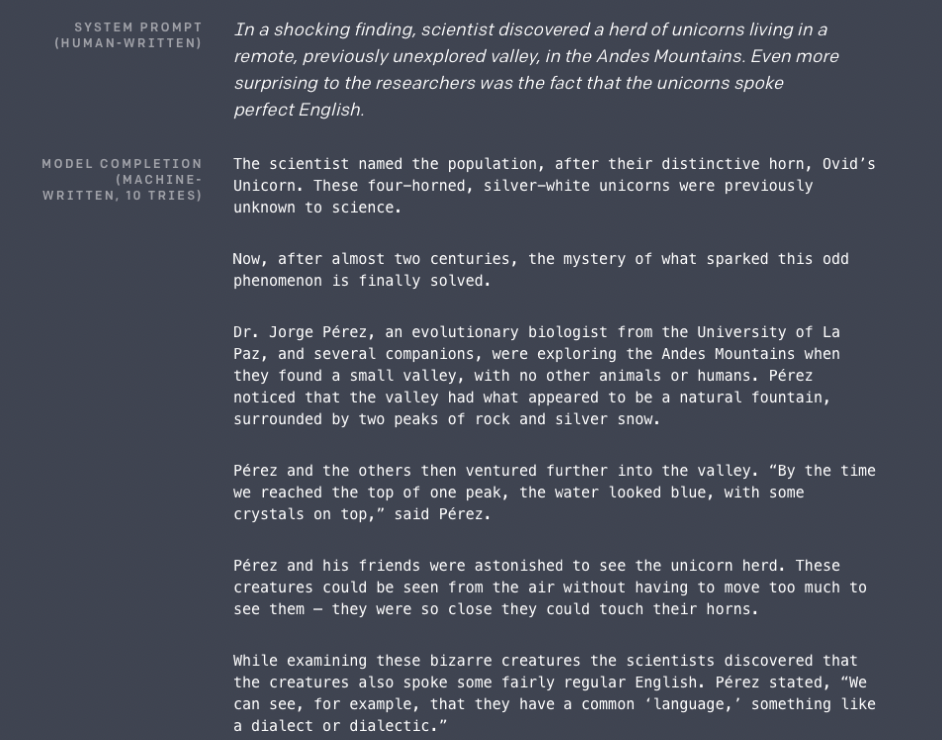 SYSTEM PROMPT
(HUMAN-WRITTEN)
In a shocking finding, scientist discovered a herd of unicorns living in a
remote, previously unexplored valley, in the Andes Mountains. Even more
surprising to the researchers was the fact that the unicorns spoke
perfect English.
MODEL COMPLETION
(MACHINE-
WRITTEN, 10 TRIES)
The scientist named the population, after their distinctive horn, Ovid’s
Unicorn. These four-horned, silver-white unicorns were previously
unknown to science.
Now, after almost two centuries, the mystery of what sparked this odd
phenomenon is finally solved.
Dr. Jorge Pérez, an evolutionary biologist from the University of La
Paz, and several companions, were exploring the Andes Mountains when
they found a small valley, with no other animals or humans. Pérez
noticed that the valley had what appeared to be a natural fountain,
surrounded by two peaks of rock and silver snow.
Pérez and the others then ventured further into the valley. “By the time
we reached the top of one peak, the water looked blue, with some
crystals on top,” said Pérez.
Pérez and his friends were astonished to see the unicorn herd. These
creatures could be seen from the air without having to move too much to
see them – they were so close they could touch their horns.
While examining these bizarre creatures the scientists discovered that
the creatures also spoke some fairly regular English. Pérez stated, “We
can see, for example, that they have a common ‘language,’ something like
a dialect or dialectic.”